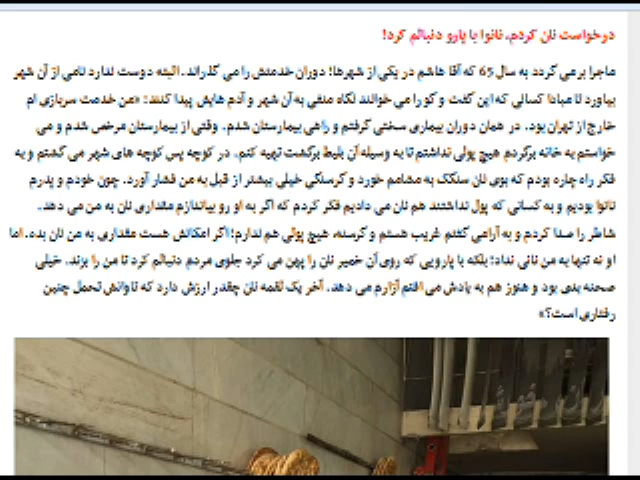 درخواست نان کردم، نانوا با پارو دنبالم کرد!
ماجرا برمی گردد به سال 65 که آقا هاشم در یکی از شهرها؛ دوران خدمتش را می گذراند. البته دوست ندارد نامی از آن شهر
بیاورد تا مبادا کسانی که این گفت و گو را می خوانند نگاه منفی به آن شهر و آدم هایش پیدا کنند: «من خدمت سربازی ام
خارج از تهران بود. در همان دوران بیماری سختی گرفتم و راهی بیمارستان شدم. وقتی از بیمارستان مرخص شدم و می
خواستم به خانه برگردم هیچ پولی نداشتم تا به وسیله آن بلیط برگشت تهیه کنم. در کوچه پس کوچه های شهر می گشتم و به
فکر راه چاره بودم که بوی نان سنگک به مشامم خورد و گرسنگی خیلی بیشتر از قبل به من فشار آورد. چون خودم و پدرم
نانوا بودیم و به کسانی که پول نداشتند هم نان می دادیم فکر کردم که اگر به او رو بیاندازم مقداری نان به من می دهد.
شاطر را صدا کردم و به آرامی گفتم غریب هستم و گرسنه، هیچ پولی هم ندارم؛ اگر امکانش هست مقداری به من نان بده. اما
او نه تنها به من نانی نداد؛ بلکه با پارویی که روی آن خمیر نان را پهن می کرد جلوی مردم دنبالم کرد تا من را بزند. خیلی
صحنه بدی بود و هنوز هم به یادش می افتم آزارم می دهد. آخر یک لقمه نان چقدر ارزش دارد که تاوانش تحمل چنین
رفتاری است؟»